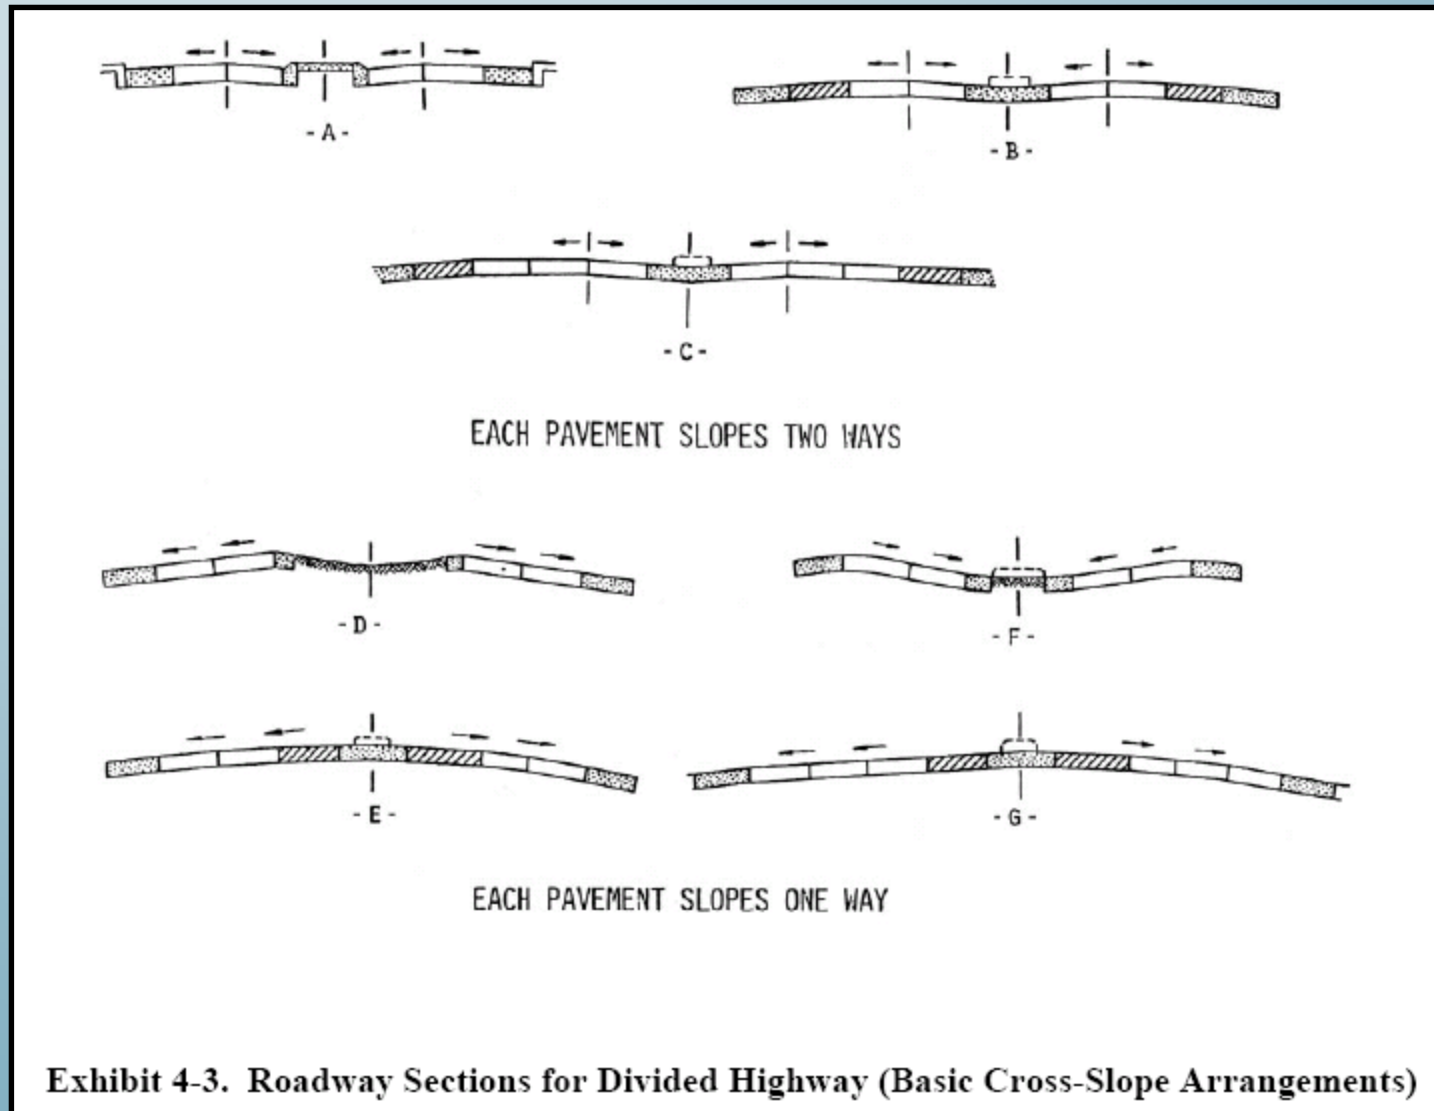 - A -
- B -
- C -
EACH PAVEMENT SLOPES TWO WAYS
- D -
- F -
- E -
- G -
EACH PAVEMENT SLOPES ONE WAY
Exhibit 4-3. Roadway Sections for Divided Highway (Basic Cross-Slope Arrangements)